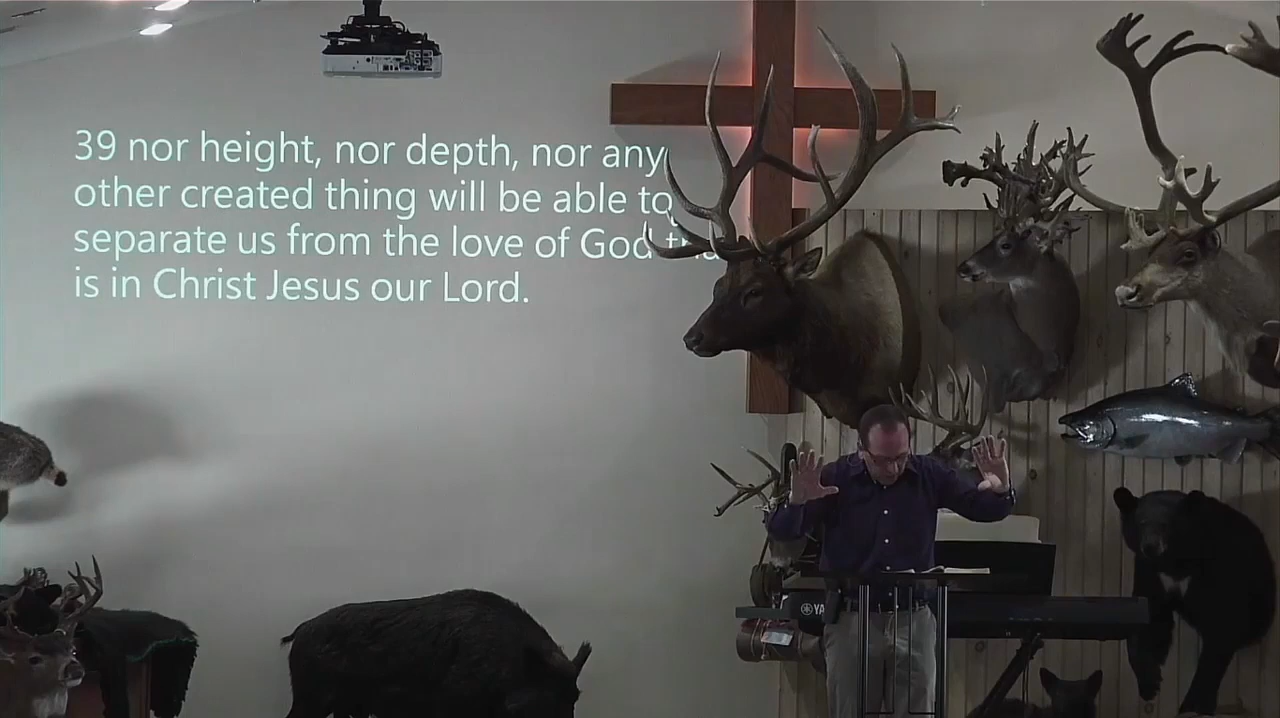 39 nor height, nor depth, nor any
other created thing will be able to
separate us from the love of God
is in Christ Jesus our Lord.
YA